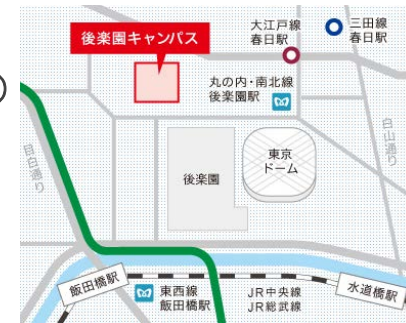 大江戸線
春日駅
三田線
春日駅
後楽園キャンパス
丸の内・南北線
後楽園駅
白山通り
目白通り
東京
ドーム
後楽園
飯田橋駅
東西線
飯田橋駅
JR中央線
JR総武線
水道橋駅